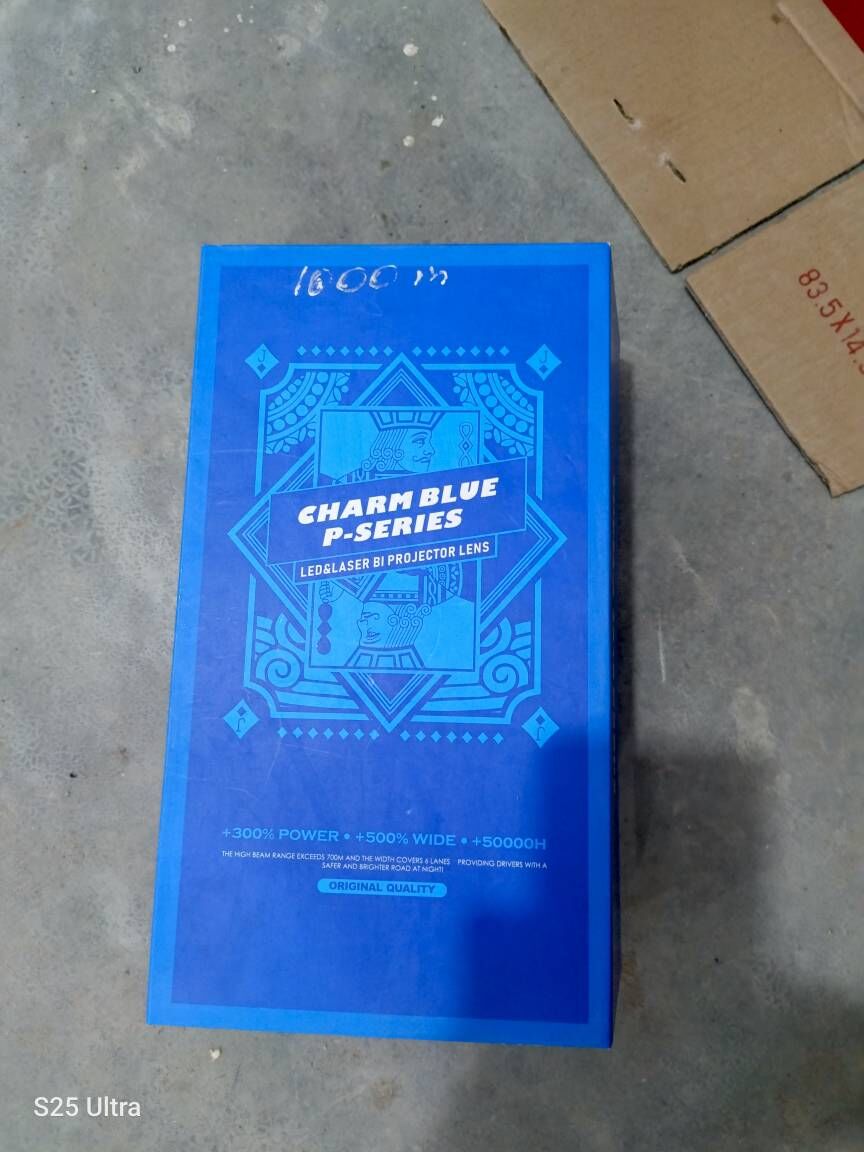 83.5X14.
1000 m
J J
CHARM BLUE
P-SERIES
LED&LASER BI PROJECTOR LENS
J J
+300% POWER • +500% WIDE • +50000H
THE HIGH BEAM RANGE EXCEEDS 700M AND THE WIDTH COVERS 6 LANES PROVIDING DRIVERS WITH A
SAFER AND BRIGHTER ROAD AT NIGHT!
ORIGINAL QUALITY
S25 Ultra